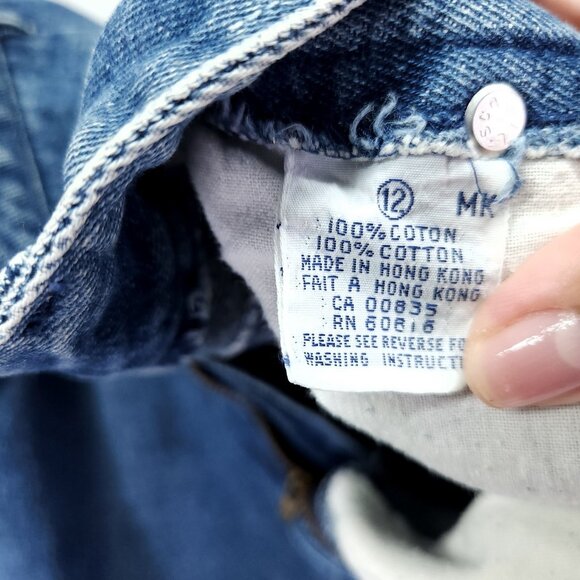 12 MK
100% COTON
100% COTTON
MADE IN HONG KONG
FAIT A HONG KONG
CA 00835
RN 60616
PLEASE SEE REVERSE FO
WASHING INSTRUCT